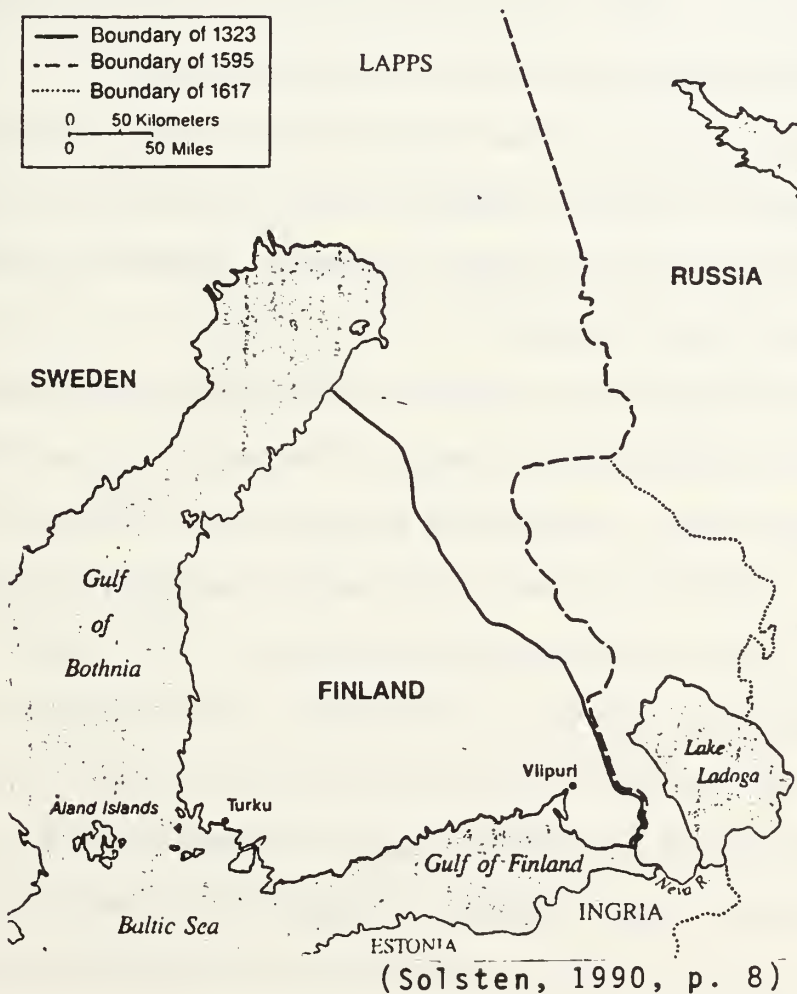 Boundary of 1323
Boundary of 1595
Boundary of 1617
0 50 Kilometers
0 50 Miles
LAPPS
RUSSIA
SWEDEN
Gulf
of
Bothnia
FINLAND
Viipuri
Lake
Ladoga
Åland Islands
Turku
Gulf of Finland
Neva R.
INGRIA
Baltic Sea
ESTONIA
(Solsten, 1990, p. 8)